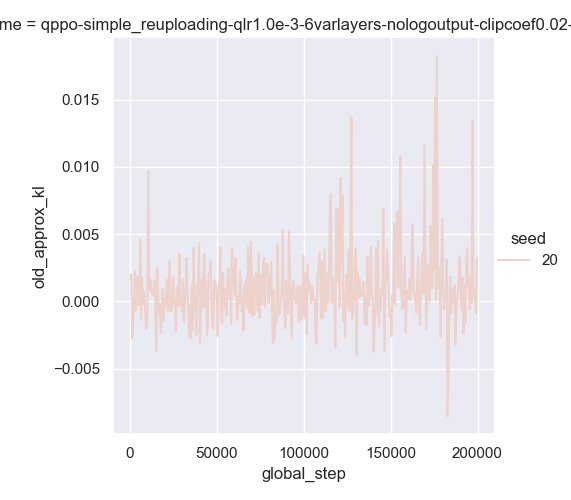 me = qppo-simple_reuploading-qlr1.0e-3-6varlayers-nologoutput-clipcoef0.02-
0.015
0.010
0.005
0.000
−0.005
old_approx_kl
0
50000
100000
150000
200000
global_step
seed
20